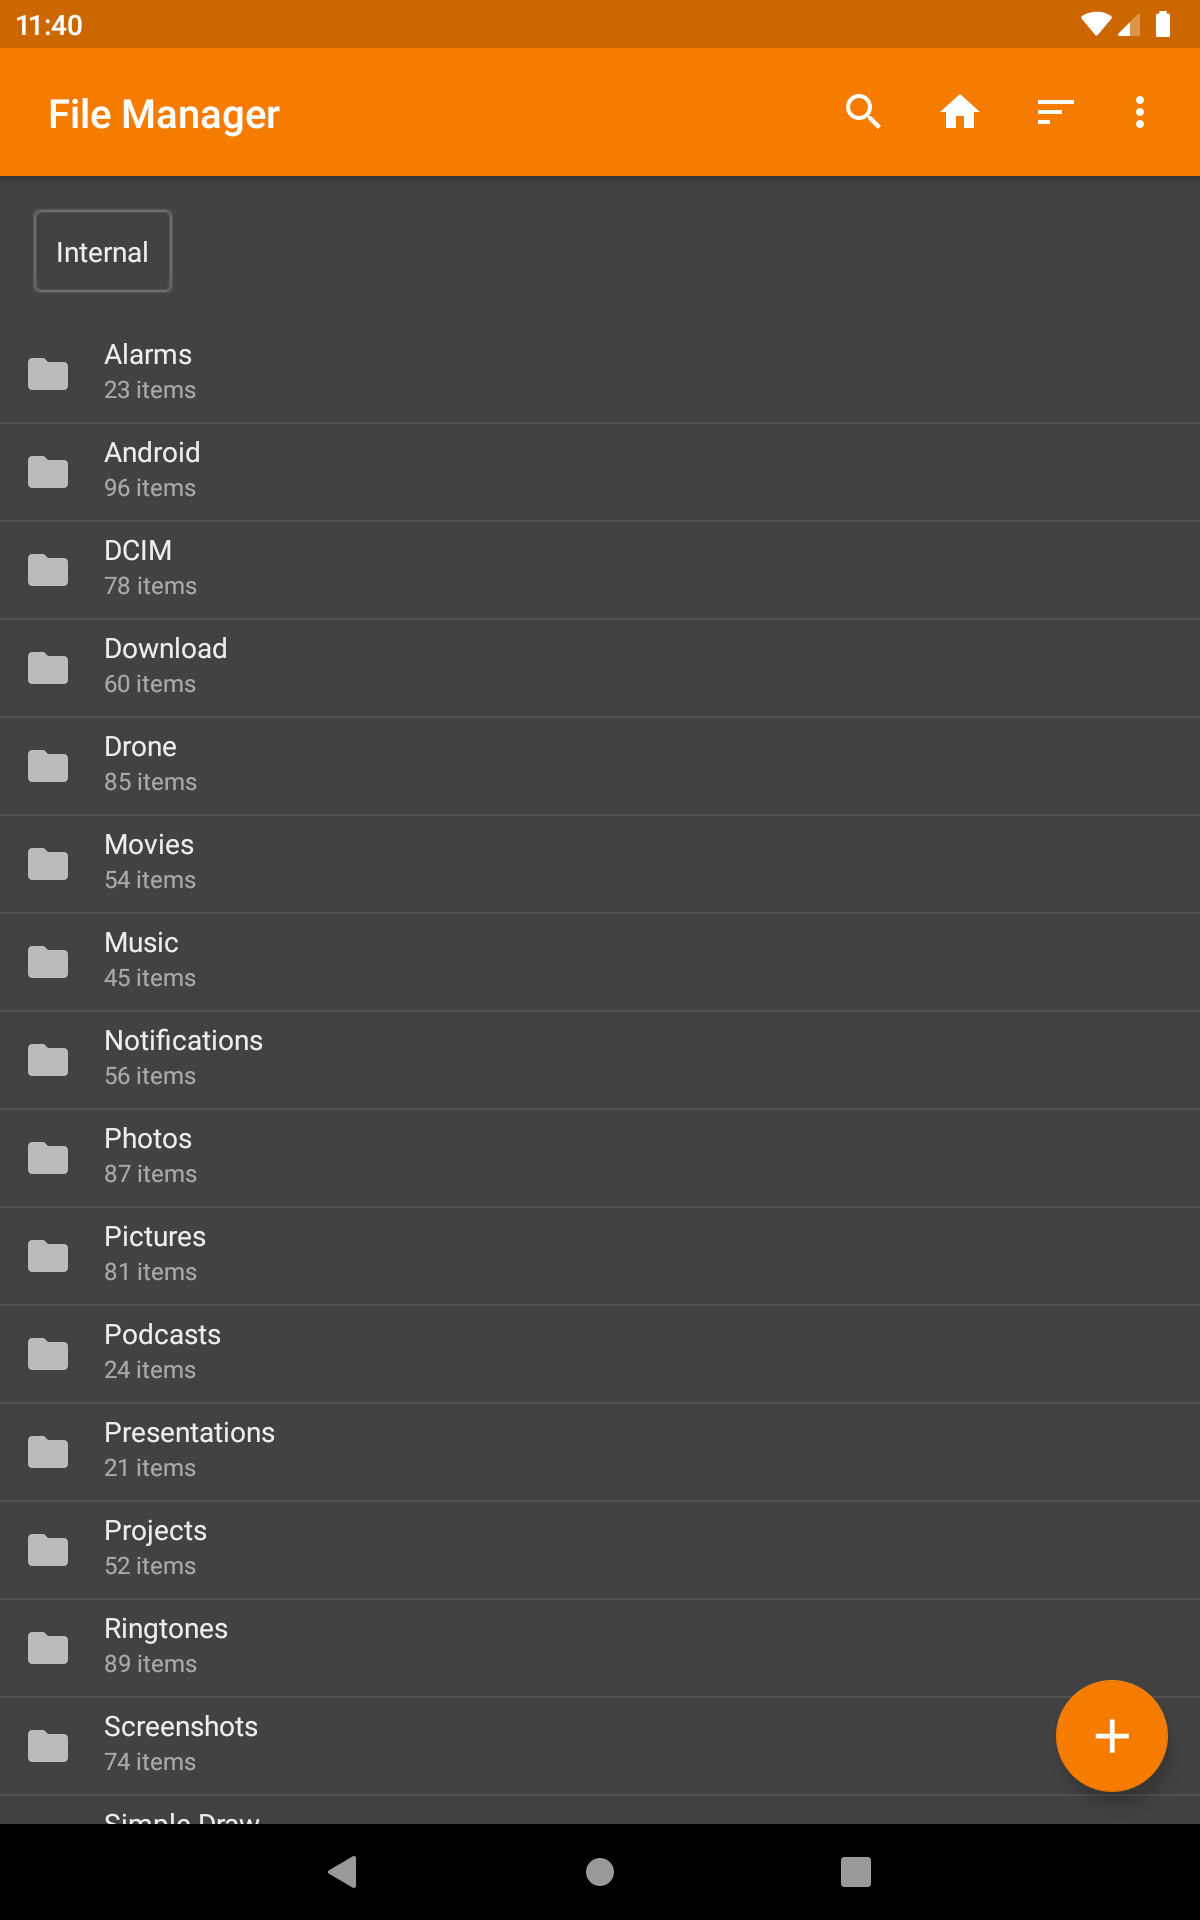 11:40
File Manager
Internal
Alarms
23 items
Android
96 items
DCIM
78 items
Download
60 items
Drone
85 items
Movies
54 items
Music
45 items
Notifications
56 items
Photos
87 items
Pictures
81 items
Podcasts
24 items
Presentations
21 items
Projects
52 items
Ringtones
89 items
Screenshots
74 items
Simple Draw